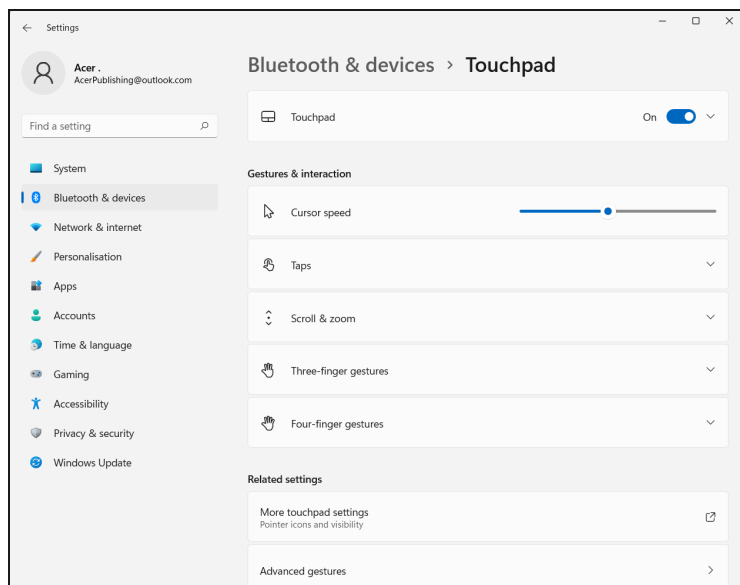 Settings
Acer .
AcerPublishing@outlook.com
Find a setting
System
Bluetooth & devices
Network & internet
Personalisation
Apps
Accounts
Time & language
Gaming
Accessibility
Privacy & security
Windows Update
Bluetooth & devices > Touchpad
Touchpad
On
Gestures & interaction
Cursor speed
Taps
Scroll & zoom
Three-finger gestures
Four-finger gestures
Related settings
More touchpad settings
Pointer icons and visibility
Advanced gestures